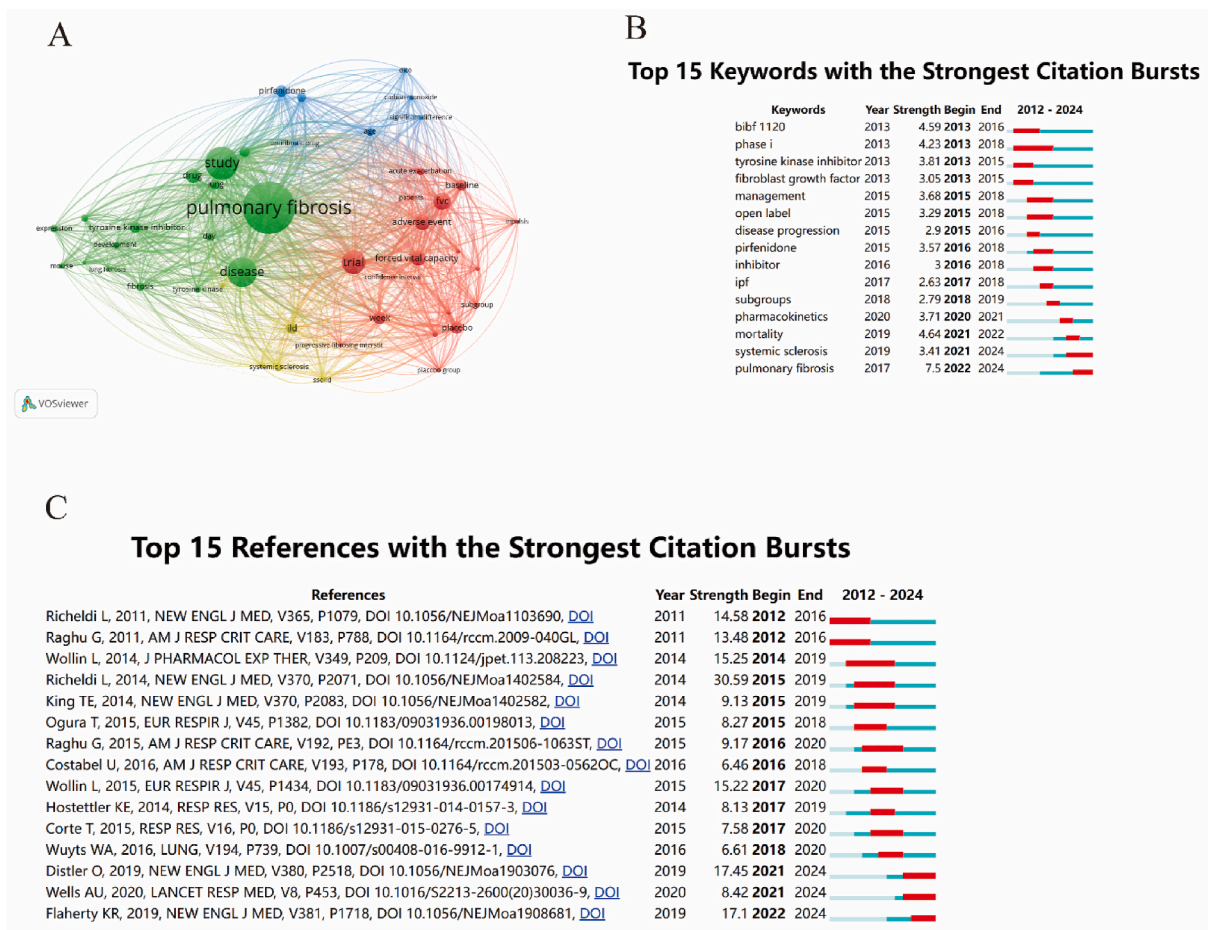 A
mice
pirfenidone
carbon monoxide
significant difference
age
antifibrotic drug
study
acute exacerbation
drug
lung
baseline
patients
fvc
pulmonary fibrosis
adverse event
expression
tyrosine kinase inhibitor
day
development
trial
forced vital capacity
mouse
lung fibrosis
disease
confidence interval
fibrosis
tyrosine kinase
subgroup
week
ild
placebo
systemic sclerosis
placebo group
VOSviewer
B
Top 15 Keywords with the Strongest Citation Bursts
Keywords Year Strength Begin End 2012 - 2024
bibf 1120 2013 4.59 2013 2016
phase i 2013 4.23 2013 2018
tyrosine kinase inhibitor 2013 3.81 2013 2015
fibroblast growth factor 2013 3.05 2013 2015
management 2015 3.68 2015 2018
open label 2015 3.29 2015 2018
disease progression 2015 2.9 2015 2016
pirfenidone 2015 3.57 2016 2018
inhibitor 2016 3 2016 2018
ipf 2017 2.63 2017 2018
subgroups 2018 2.79 2018 2019
pharmacokinetics 2020 3.71 2020 2021
mortality 2019 4.64 2021 2022
systemic sclerosis 2019 3.41 2021 2024
pulmonary fibrosis 2017 7.5 2022 2024
C
Top 15 References with the Strongest Citation Bursts
References Year Strength Begin End 2012 - 2024
Richeldi L, 2011, NEW ENGL J MED, V365, P1079, DOI 10.1056/NEJMoa1103690, DOI 2011 14.58 2012 2016
Raghu G, 2011, AM J RESP CRIT CARE, V183, P788, DOI 10.1164/rccm.2009-040GL, DOI 2011 13.48 2012 2016
Wollin L, 2014, J PHARMACOL EXP THER, V349, P209, DOI 10.1124/jpet.113.208223, DOI 2014 15.25 2014 2019
Richeldi L, 2014, NEW ENGL J MED, V370, P2071, DOI 10.1056/NEJMoa1402584, DOI 2014 30.59 2015 2019
King TE, 2014, NEW ENGL J MED, V370, P2083, DOI 10.1056/NEJMoa1402582, DOI 2014 9.13 2015 2019
Ogura T, 2015, EUR RESPIR J, V45, P1382, DOI 10.1183/09031936.00198013, DOI 2015 8.27 2015 2018
Raghu G, 2015, AM J RESP CRIT CARE, V192, PE3, DOI 10.1164/rccm.201506-1063ST, DOI 2015 9.17 2016 2020
Costabel U, 2016, AM J RESP CRIT CARE, V193, P178, DOI 10.1164/rccm.201503-0562OC, DOI 2016 6.46 2016 2018
Wollin L, 2015, EUR RESPIR J, V45, P1434, DOI 10.1183/09031936.00174914, DOI 2015 15.22 2017 2020
Hostettler KE, 2014, RESP RES, V15, P0, DOI 10.1186/s12931-014-0157-3, DOI 2014 8.13 2017 2019
Corte T, 2015, RESP RES, V16, P0, DOI 10.1186/s12931-015-0276-5, DOI 2015 7.58 2017 2020
Wuyts WA, 2016, LUNG, V194, P739, DOI 10.1007/s00408-016-9912-1, DOI 2016 6.61 2018 2020
Distler O, 2019, NEW ENGL J MED, V380, P2518, DOI 10.1056/NEJMoa1903076, DOI 2019 17.45 2021 2024
Wells AU, 2020, LANCET RESP MED, V8, P453, DOI 10.1016/S2213-2600(20)30036-9, DOI 2020 8.42 2021 2024
Flaherty KR, 2019, NEW ENGL J MED, V381, P1718, DOI 10.1056/NEJMoa1908681, DOI 2019 17.1 2022 2024